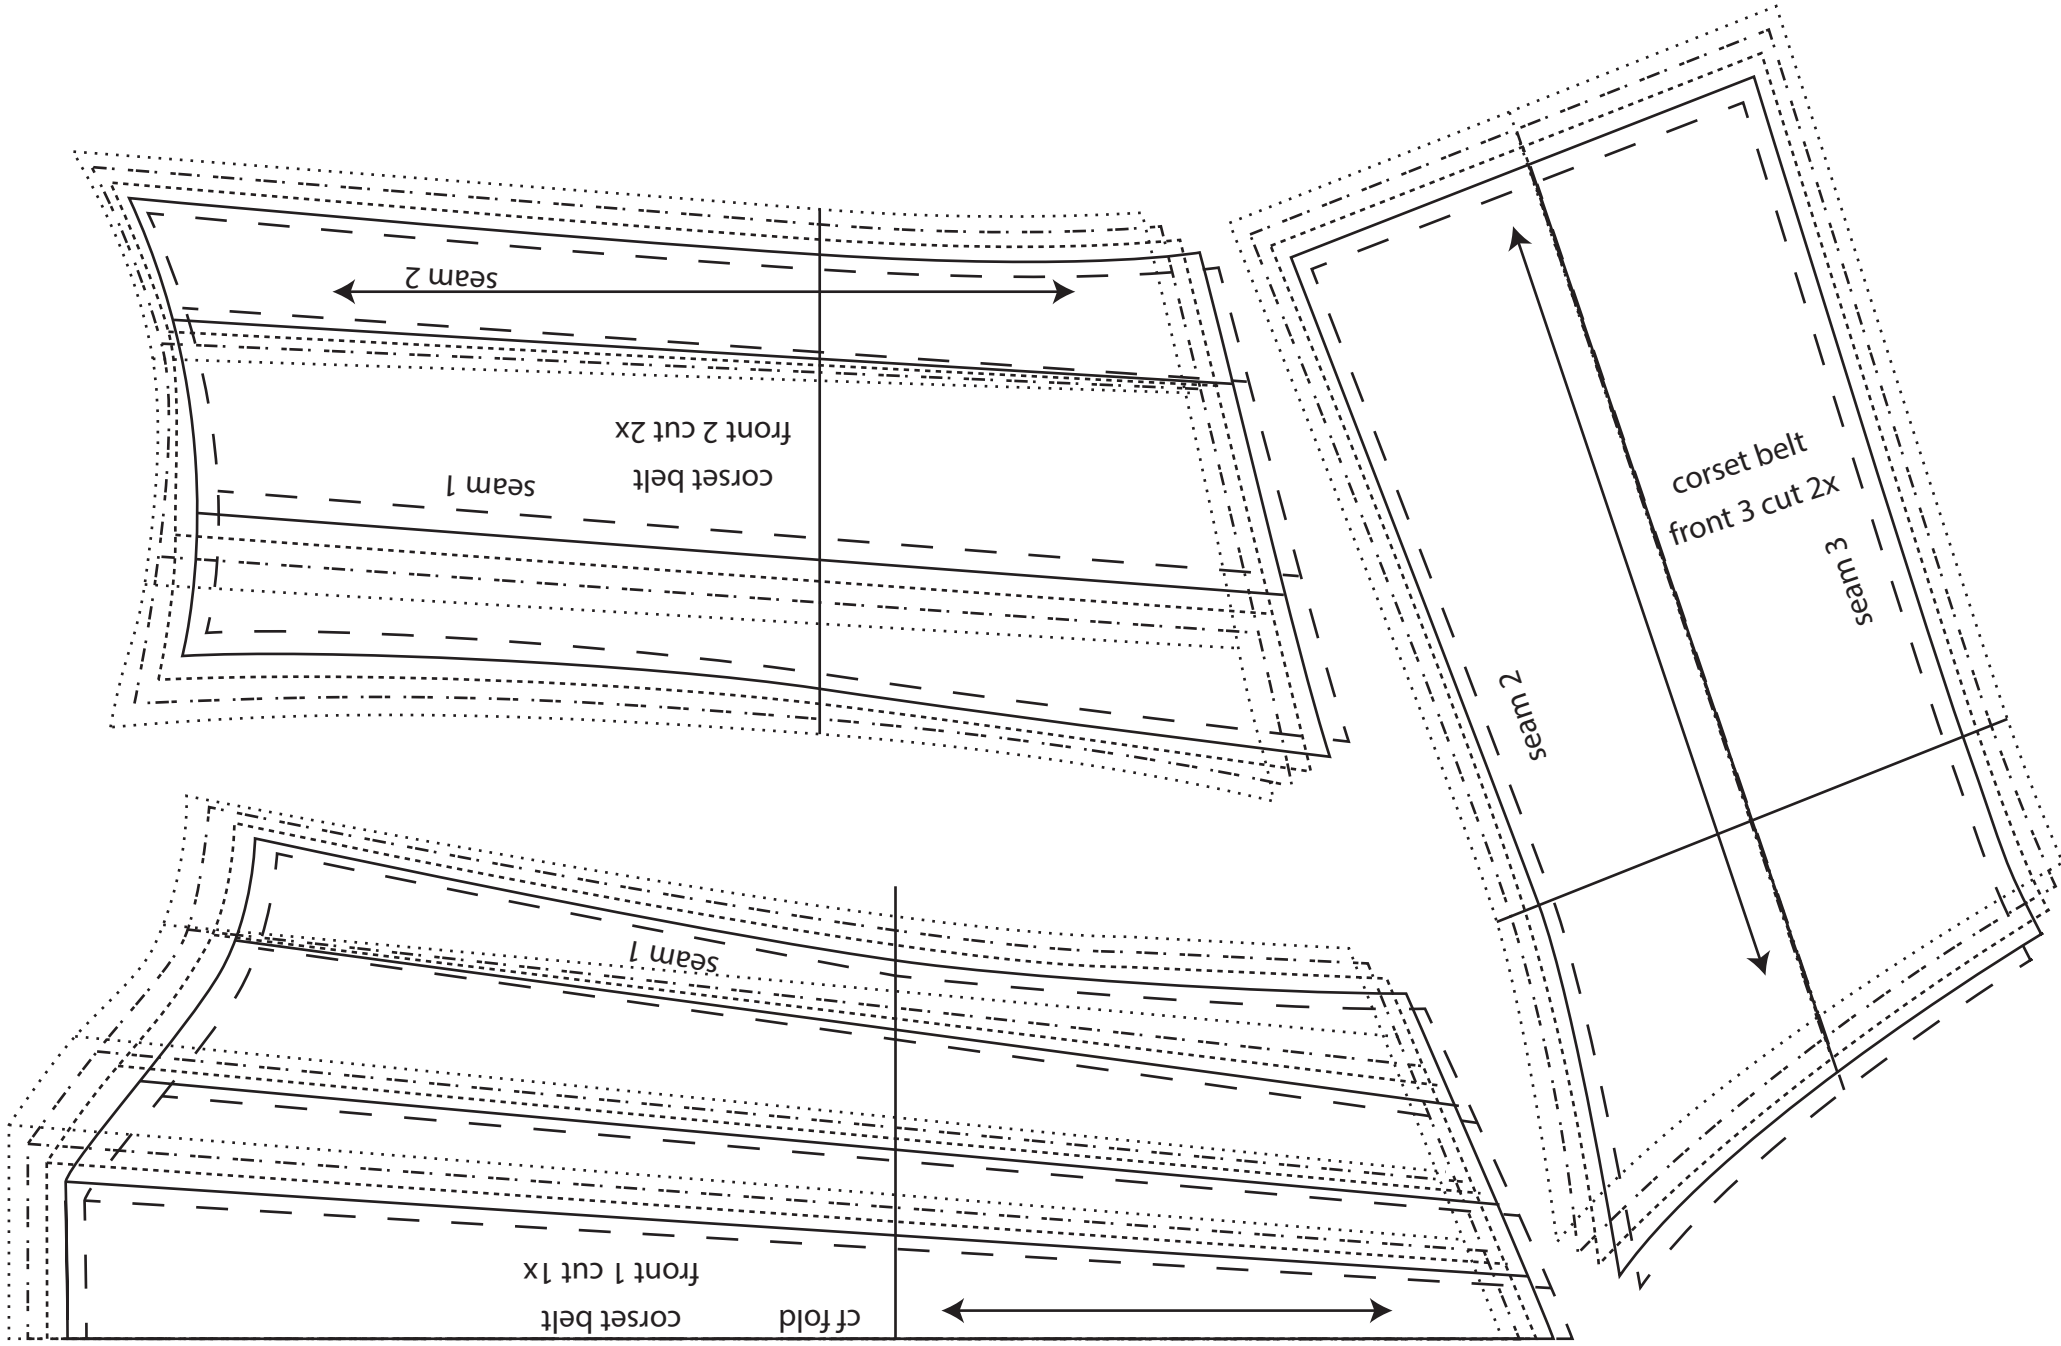 seam 2
corset belt
front 2 cut 2x
seam 1
corset belt
front 3 cut 2x
seam 3
seam 2
seam 1
cf fold
corset belt
front 1 cut 1x